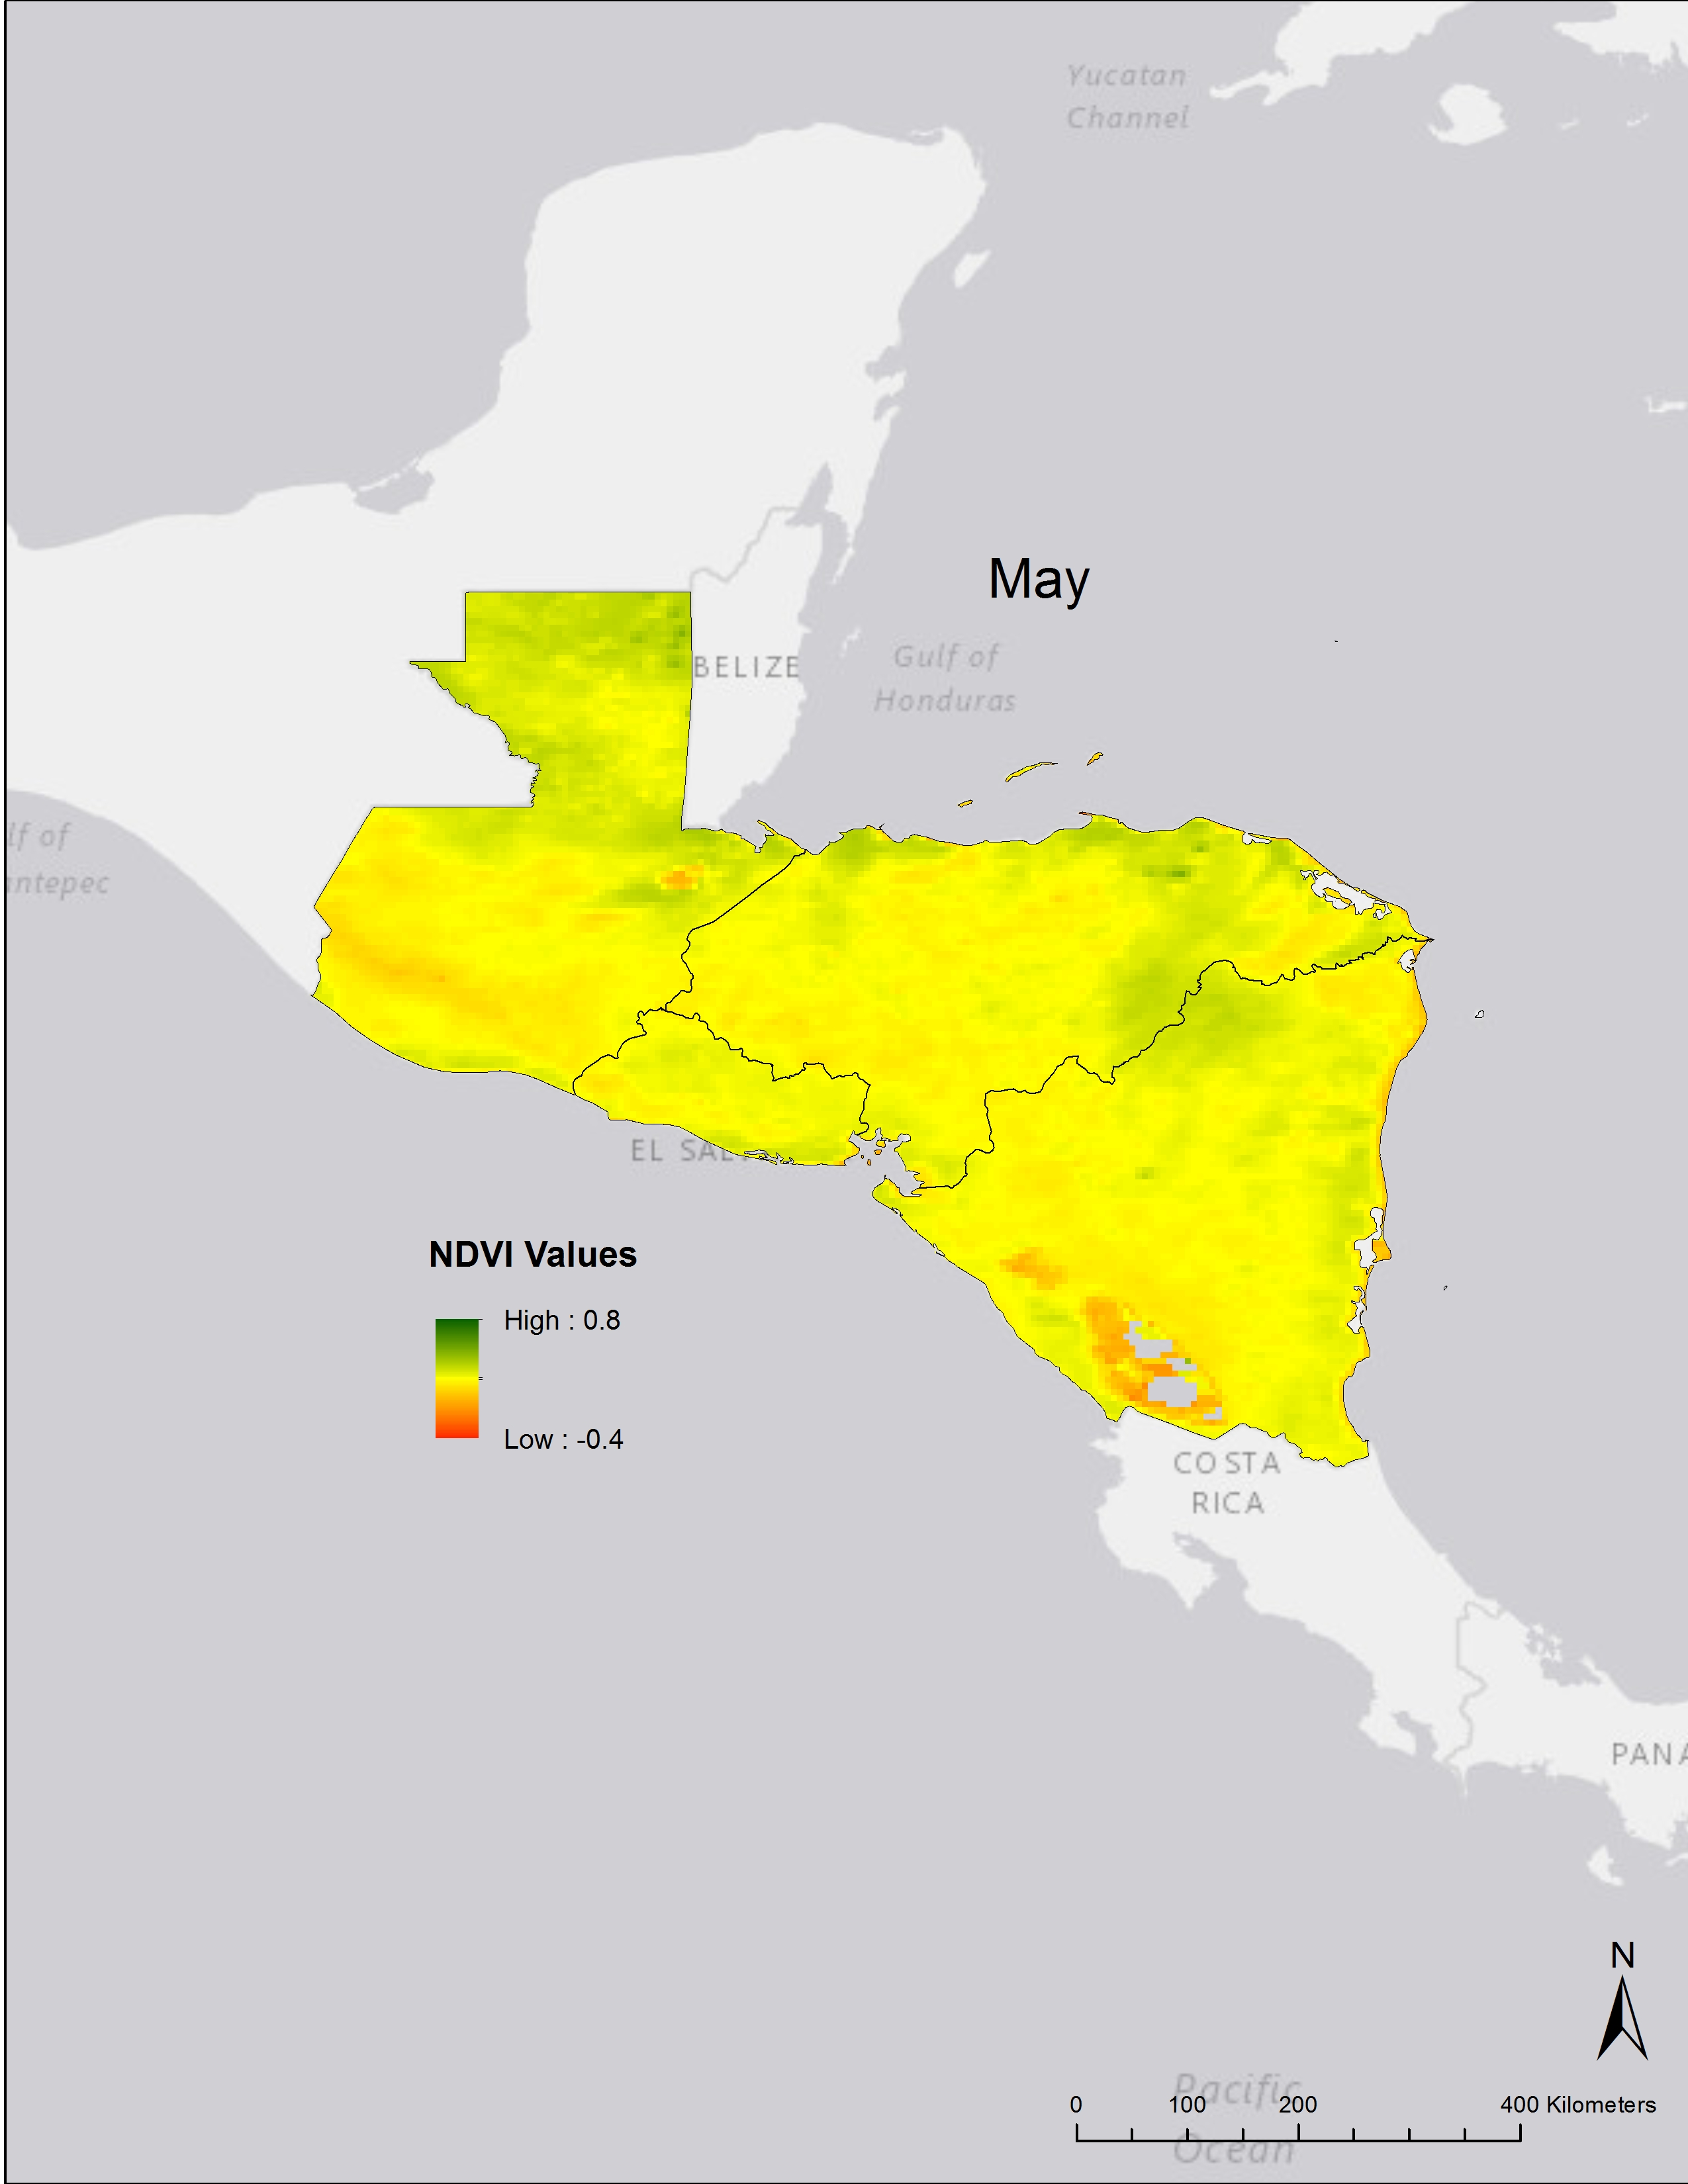 Yucatan
Channel
May
BELIZE
Gulf of
Honduras
lf of
antepec
EL SAL
NDVI Values
High : 0.8
Low : -0.4
COSTA
RICA
PANA
N
Pacific
Ocean
0 100 200 400 Kilometers